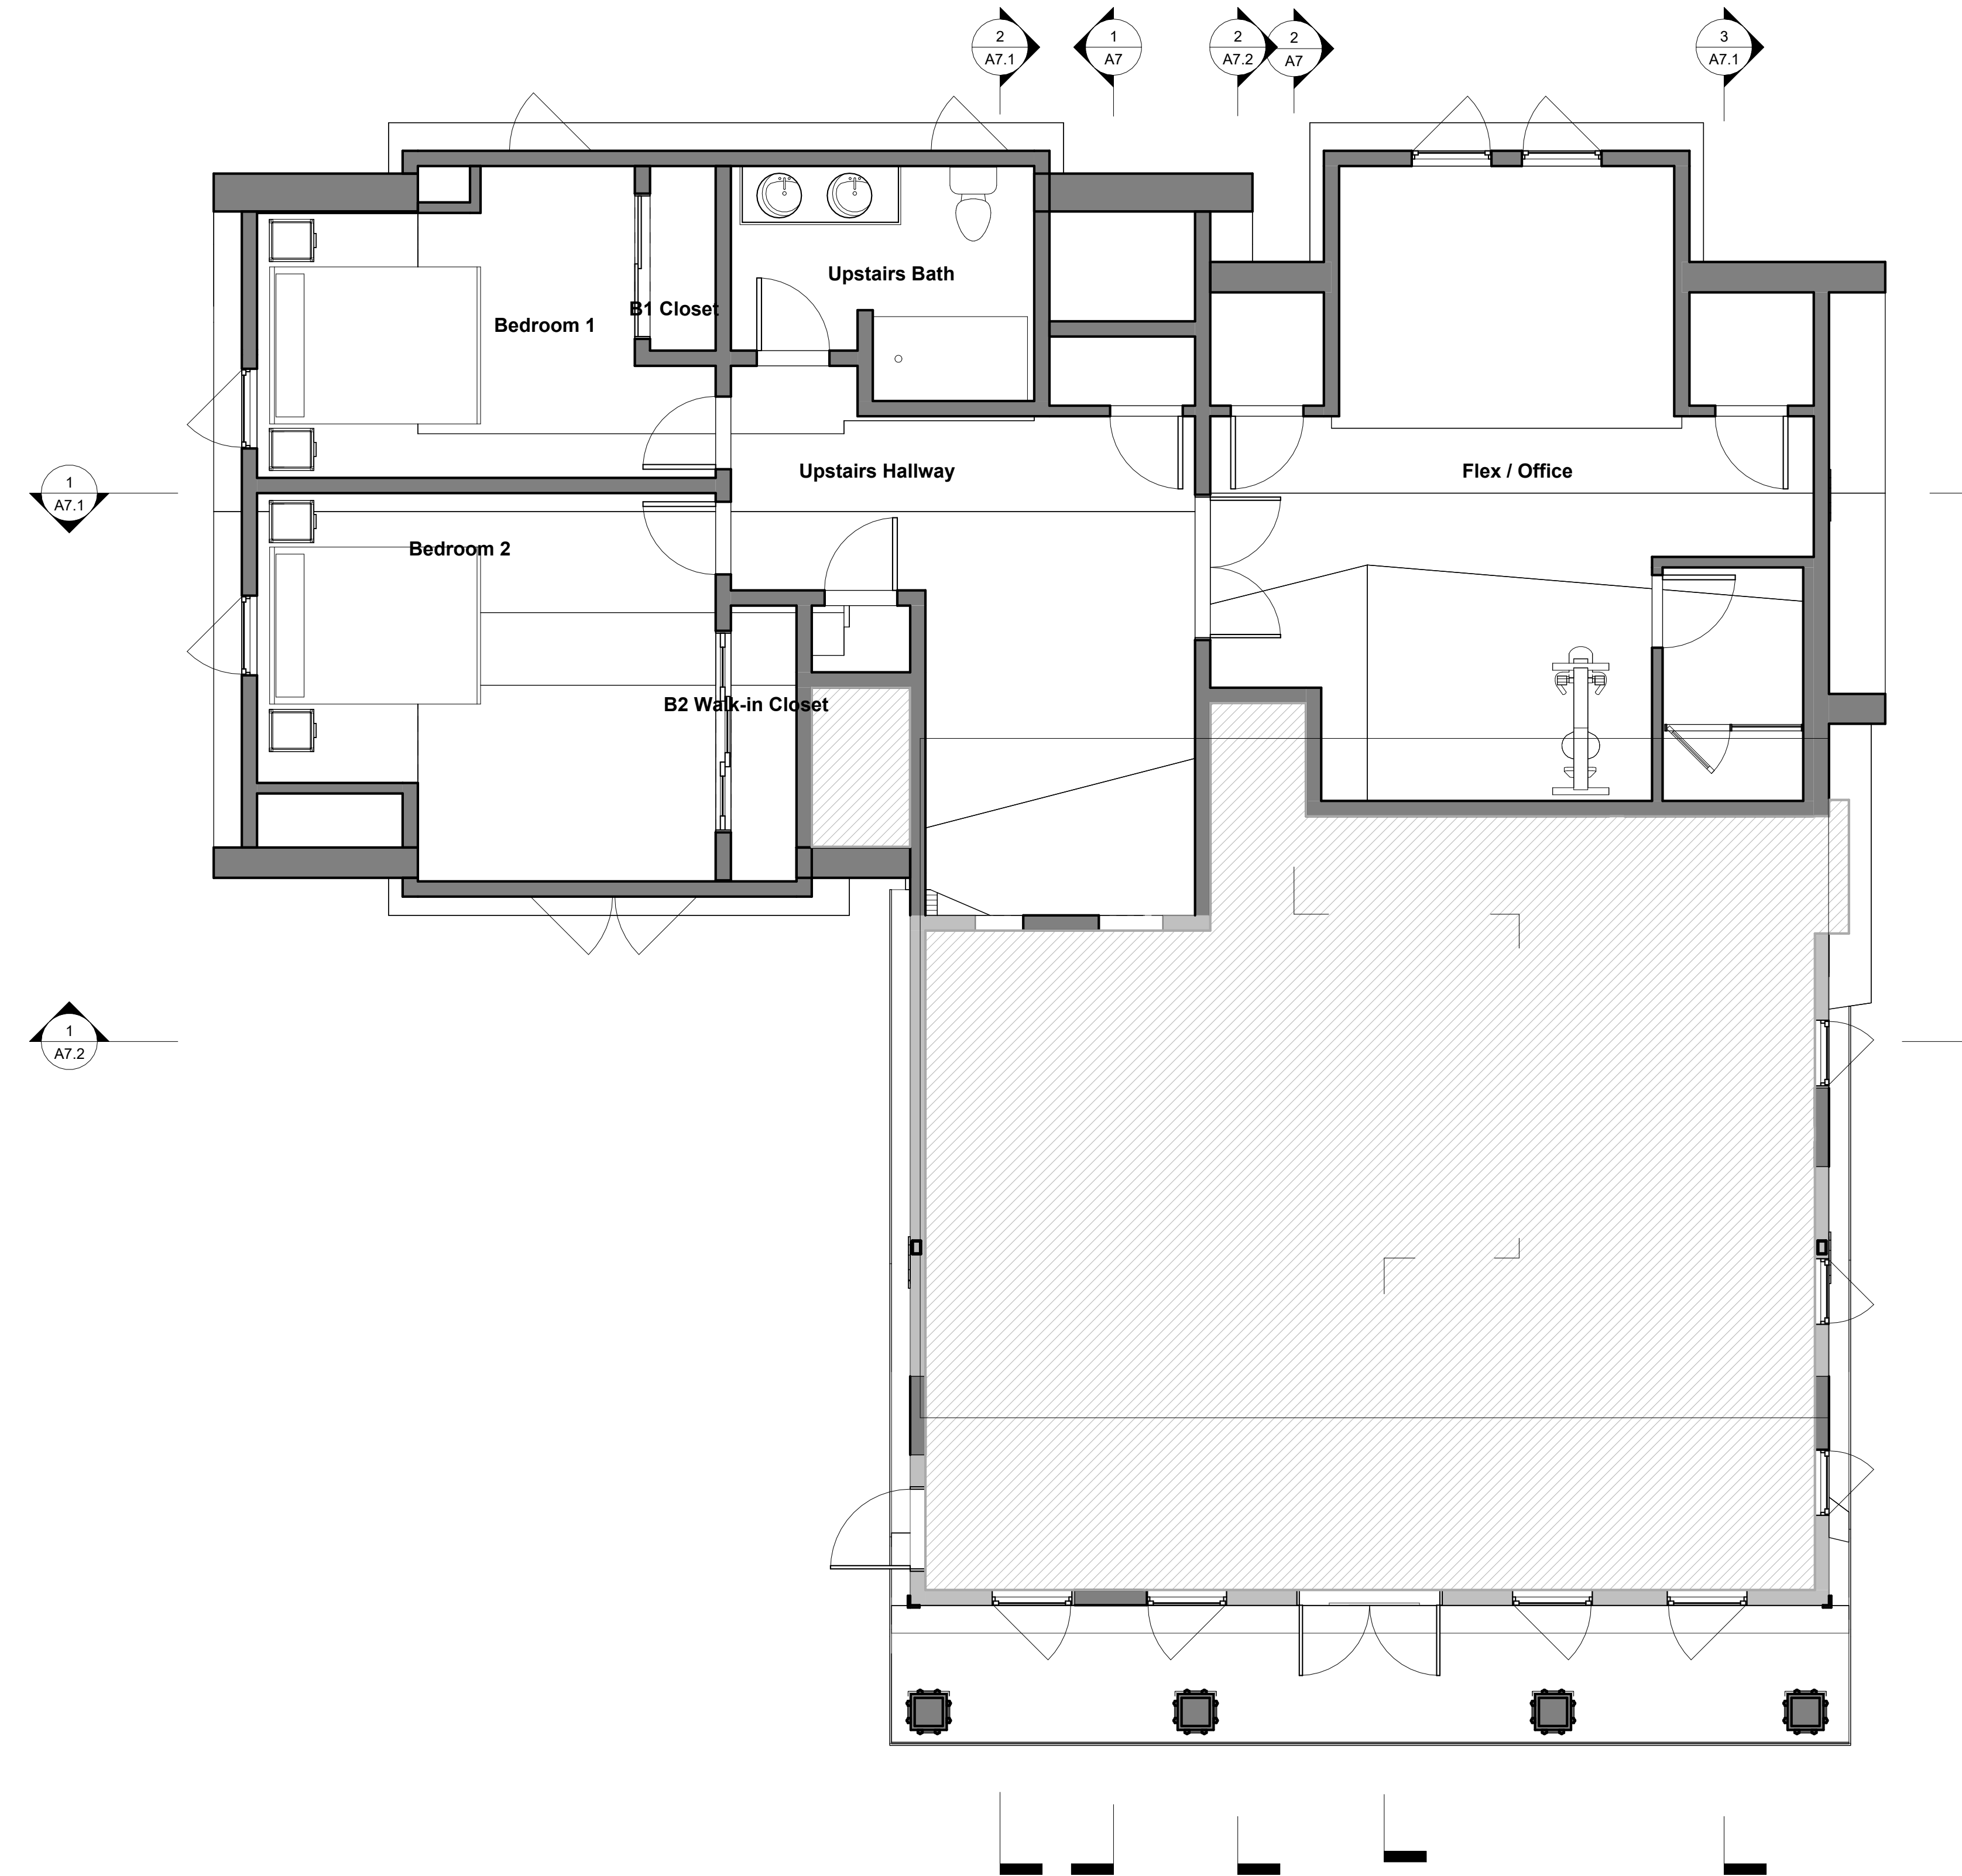 2
A7.1
1
A7
2
A7.2
2
A7
3
A7.1
Upstairs Bath
B1 Closet
Bedroom 1
Upstairs Hallway
Flex / Office
1
A7.1
Bedroom 2
B2 Walk-in Closet
1
A7.2